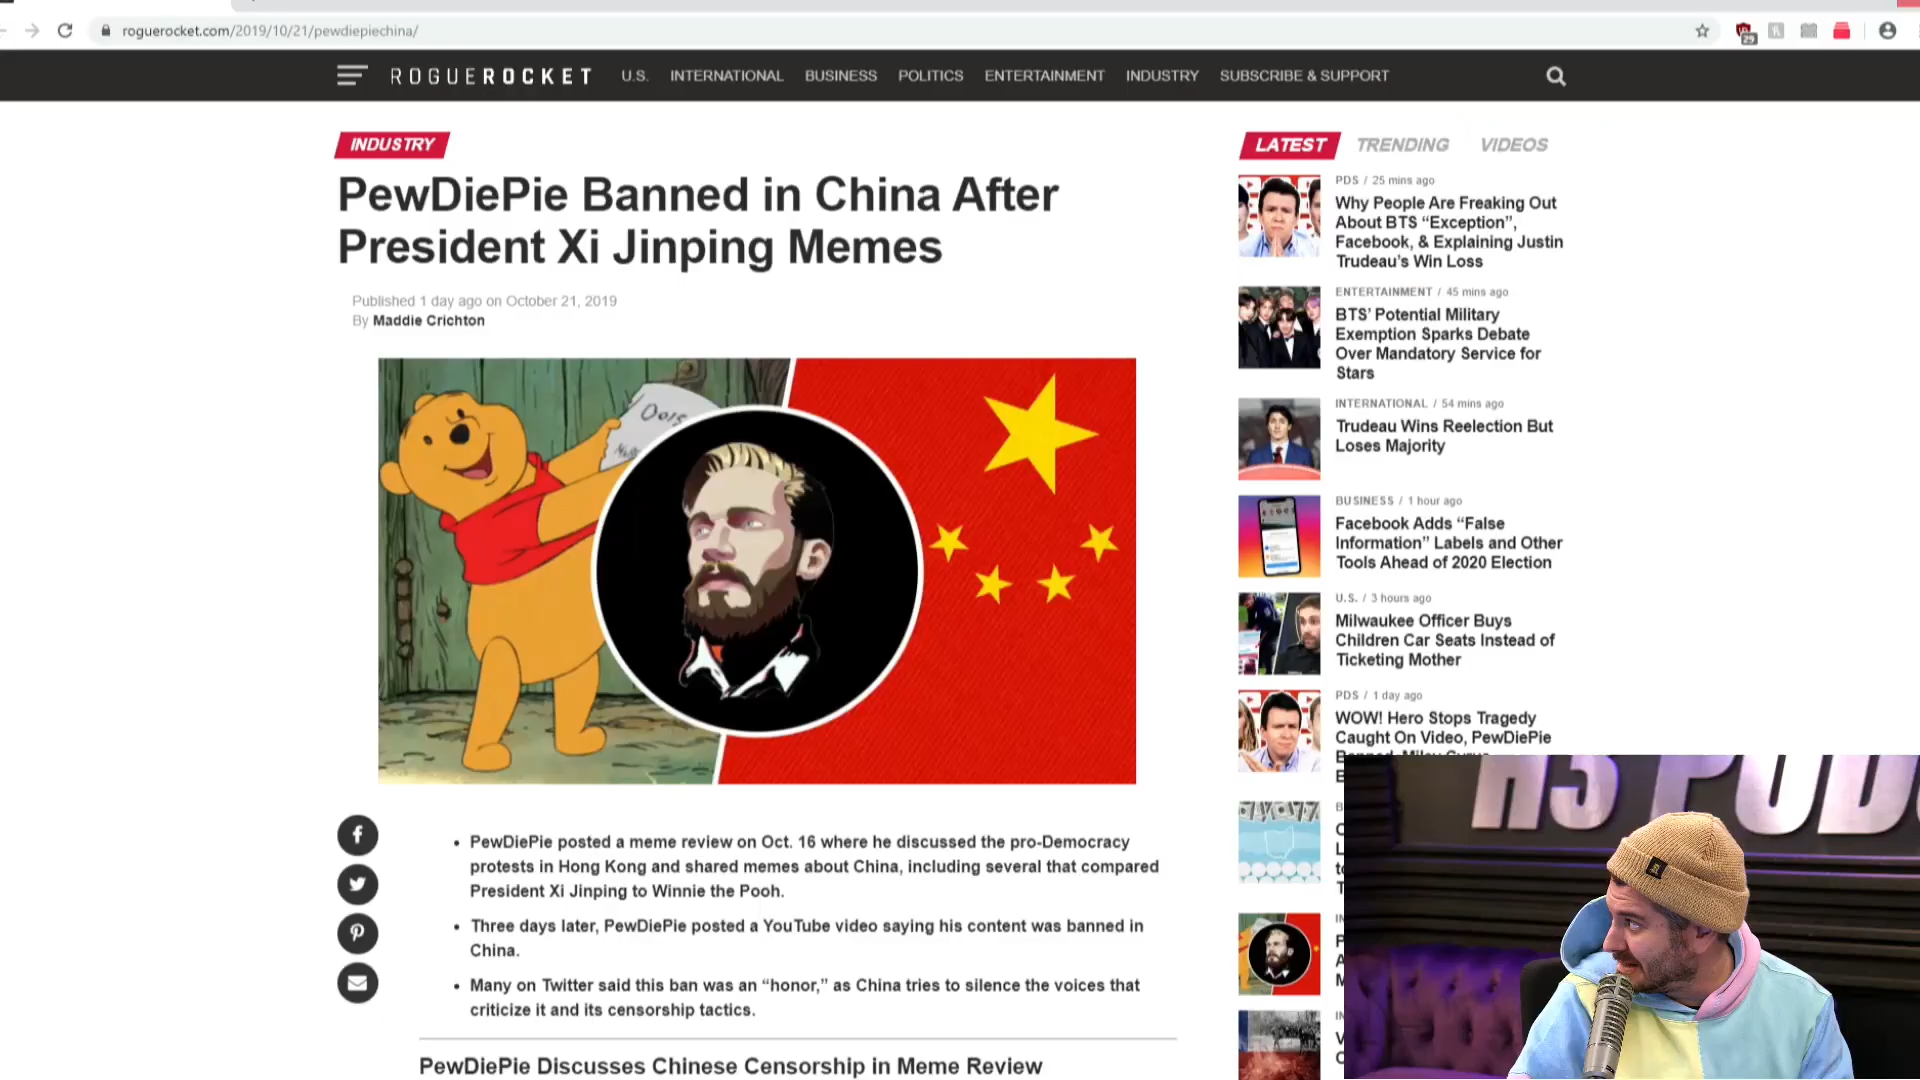 roguerocket.com/2019/10/21/pewdiepiechina/
29
ROGUEROCKET U.S. INTERNATIONAL BUSINESS POLITICS ENTERTAINMENT INDUSTRY SUBSCRIBE & SUPPORT
INDUSTRY
PewDiePie Banned in China After
President Xi Jinping Memes
Published 1 day ago on October 21, 2019
By Maddie Crichton
PewDiePie posted a meme review on Oct. 16 where he discussed the pro-Democracy
protests in Hong Kong and shared memes about China, including several that compared
President Xi Jinping to Winnie the Pooh.
Three days later, PewDiePie posted a YouTube video saying his content was banned in
China.
Many on Twitter said this ban was an “honor,” as China tries to silence the voices that
criticize it and its censorship tactics.
PewDiePie Discusses Chinese Censorship in Meme Review
LATEST TRENDING VIDEOS
PDS / 25 mins ago
Why People Are Freaking Out
About BTS “Exception”,
Facebook, & Explaining Justin
Trudeau’s Win Loss
ENTERTAINMENT / 45 mins ago
BTS’ Potential Military
Exemption Sparks Debate
Over Mandatory Service for
Stars
INTERNATIONAL / 54 mins ago
Trudeau Wins Reelection But
Loses Majority
BUSINESS / 1 hour ago
Facebook Adds “False
Information” Labels and Other
Tools Ahead of 2020 Election
U.S. / 3 hours ago
Milwaukee Officer Buys
Children Car Seats Instead of
Ticketing Mother
PDS / 1 day ago
WOW! Hero Stops Tragedy
Caught On Video, PewDiePie
H3 PODC